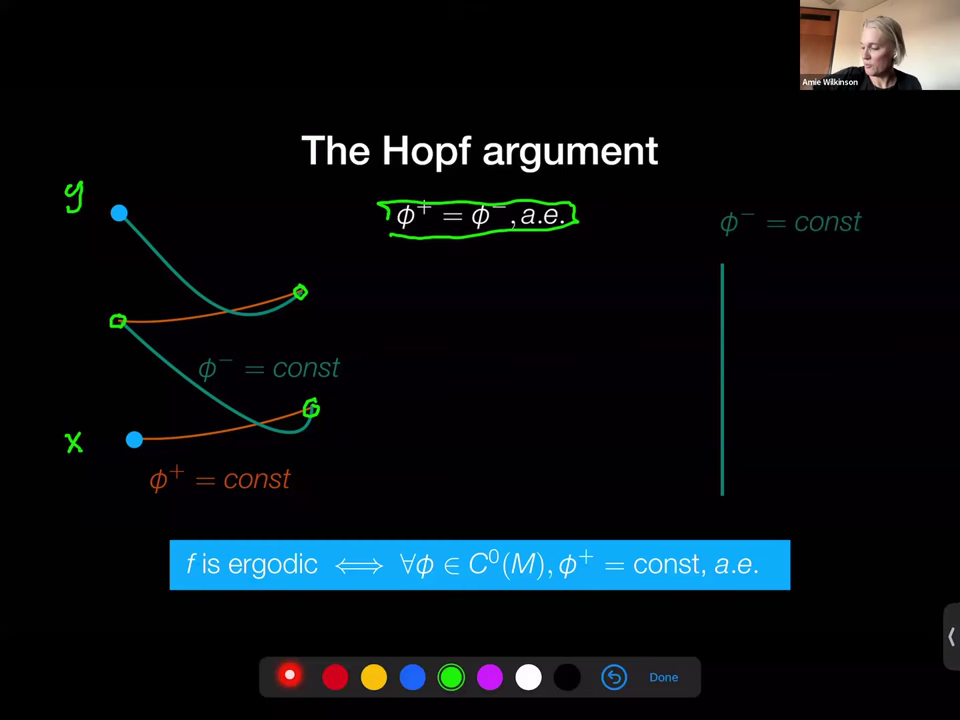 Amie Wilkinson
The Hopf argument
y
ϕ⁺ = ϕ⁻, a.e.
ϕ⁻ = const
ϕ⁻ = const
x
ϕ⁺ = const
f is ergodic ⟺ ∀ϕ ∈ C⁰(M), ϕ⁺ = const, a.e.
Done